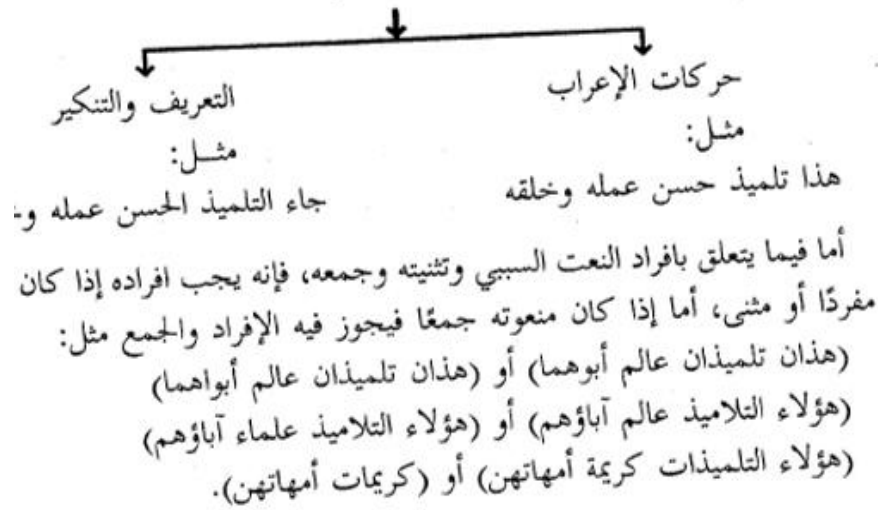 حركات الإعراب
التعريف والتنكير
مثل:
مثــل:
هذا تلميذ حسن عمله وخلقه
جاء التلميذ الحسن عمله
أما فيما يتعلق بافراد النعت السببي وتثنيته وجمعه، فإنه يجب افراده إذا كان
مفردًا أو مثنى، أما إذا كان منعوته جمعًا فيجوز فيه الإفراد والجمع مثل:
(هذان تلميذان عالم أبوهما) أو (هذان تلميذان عالم أبواهما)
(هؤلاء التلاميذ عالم آباؤهم) أو (هؤلاء التلاميذ علماء آباؤهم)
(هؤلاء التلميذات كريمة أمهاتهن) أو (كريمات أمهاتهن).